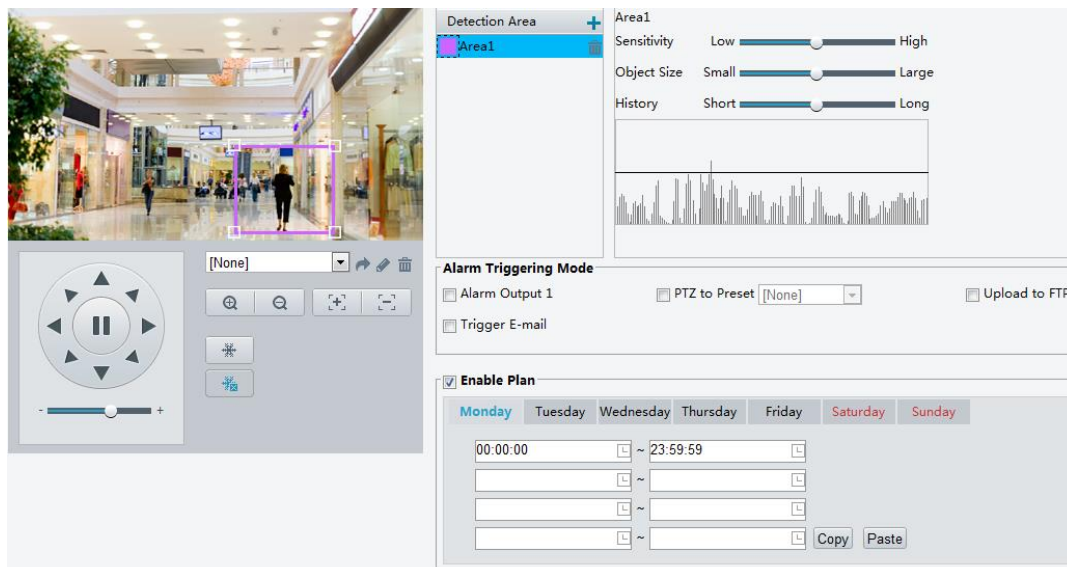 Detection Area
Area1
Area1
Sensitivity Low High
Object Size Small Large
History Short Long
[None]
- +
Alarm Triggering Mode
Alarm Output 1 PTZ to Preset [None] Upload to FTP
Trigger E-mail
Enable Plan
Monday Tuesday Wednesday Thursday Friday Saturday Sunday
00:00:00 ~ 23:59:59
~
~
~ Copy Paste